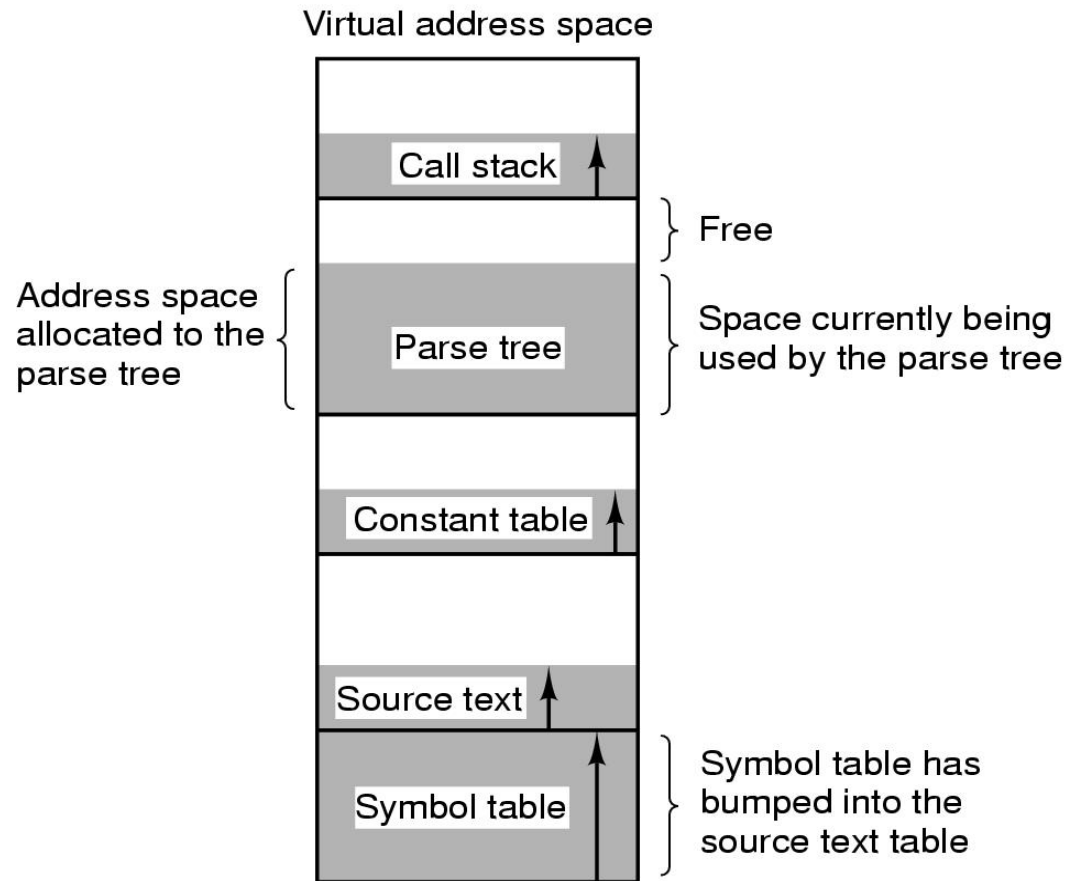 Virtual address space
Call stack
Free
Address space
allocated to the
parse tree
Parse tree
Space currently being
used by the parse tree
Constant table
Source text
Symbol table
Symbol table has
bumped into the
source text table